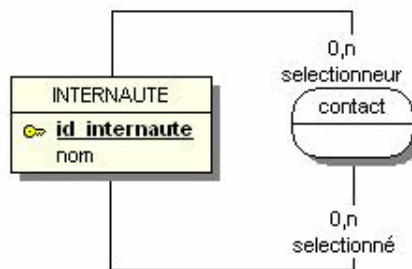 0,n
selectionneur
INTERNAUTE
contact
id_internaute
nom
0,n
selectionné